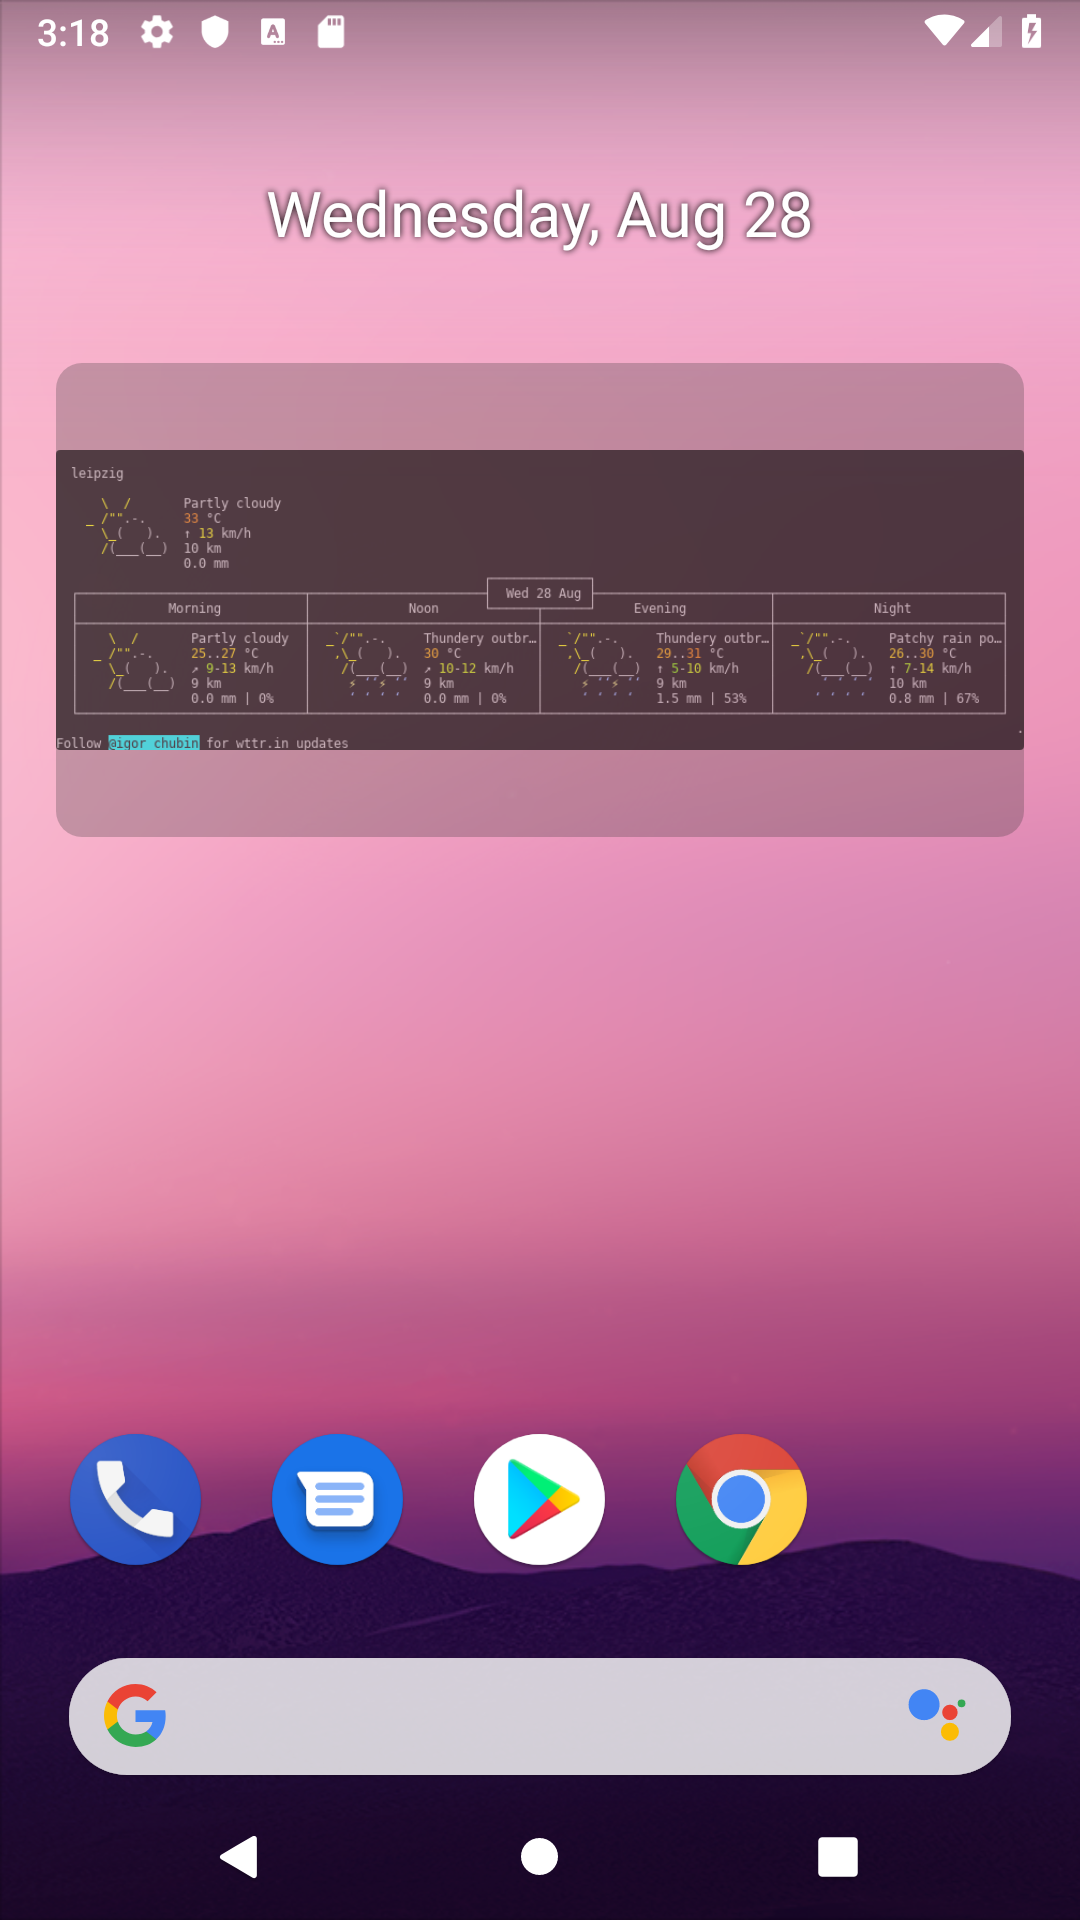 3:18
Wednesday, Aug 28
leipzig
Partly cloudy
33 °C
↑ 13 km/h
10 km
0.0 mm
Wed 28 Aug
Morning Noon Evening Night
Partly cloudy Thundery outbr… Thundery outbr… Patchy rain po…
25..27 °C 30 °C 29..31 °C 26..30 °C
↗ 9-13 km/h ↗ 10-12 km/h ↑ 5-10 km/h ↑ 7-14 km/h
9 km 9 km 9 km 10 km
0.0 mm | 0% 0.0 mm | 0% 1.5 mm | 53% 0.8 mm | 67%
Follow @igor_chubin for wttr.in updates